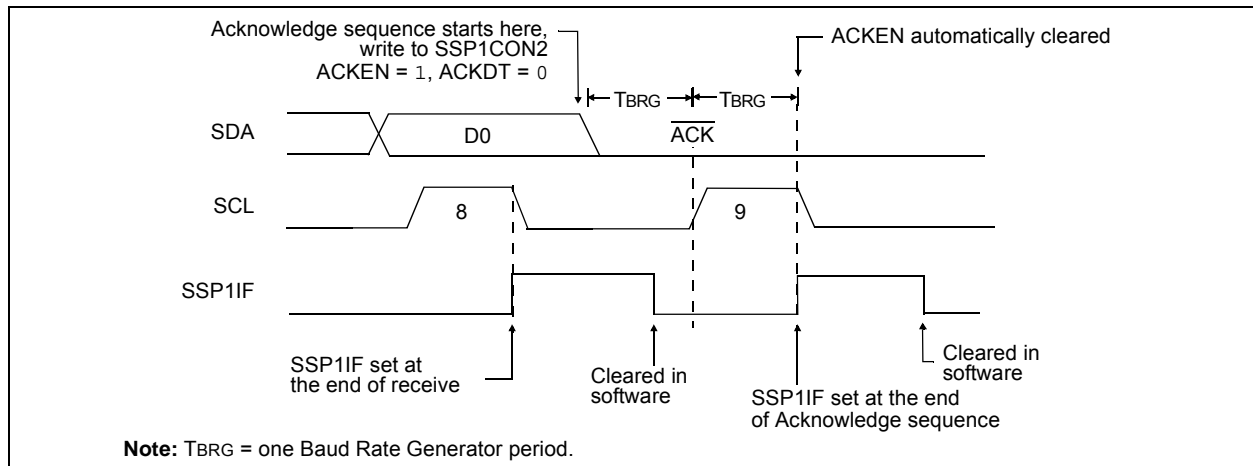 Acknowledge sequence starts here,
write to SSP1CON2
ACKEN = 1, ACKDT = 0
ACKEN automatically cleared
TBRG
TBRG
SDA
D0
ACK
SCL
8
9
SSP1IF
SSP1IF set at
the end of receive
Cleared in
software
SSP1IF set at the end
of Acknowledge sequence
Cleared in
software
Note: TBRG = one Baud Rate Generator period.